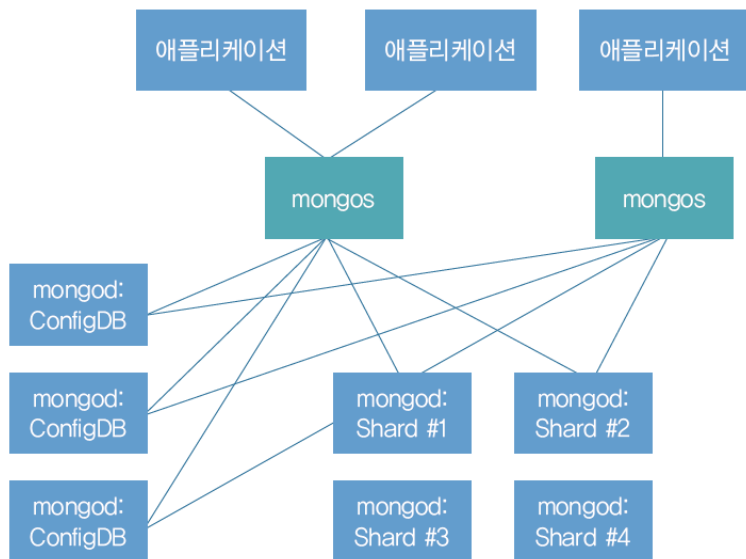 애플리케이션
애플리케이션
애플리케이션
mongos
mongos
mongod:
ConfigDB
mongod:
ConfigDB
mongod:
Shard #1
mongod:
Shard #2
mongod:
ConfigDB
mongod:
Shard #3
mongod:
Shard #4